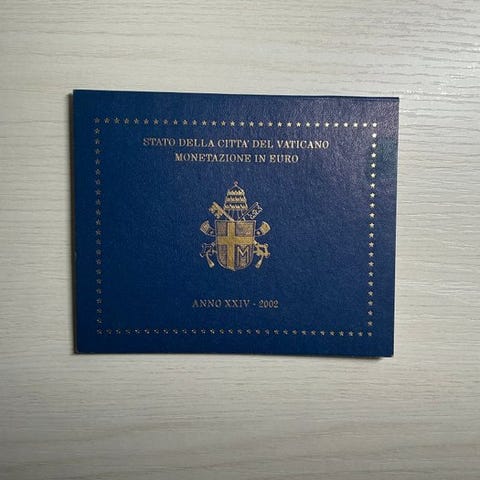 STATO DELLA CITTA' DEL VATICANO
MONETAZIONE IN EURO
M
ANNO XXIV - 2002